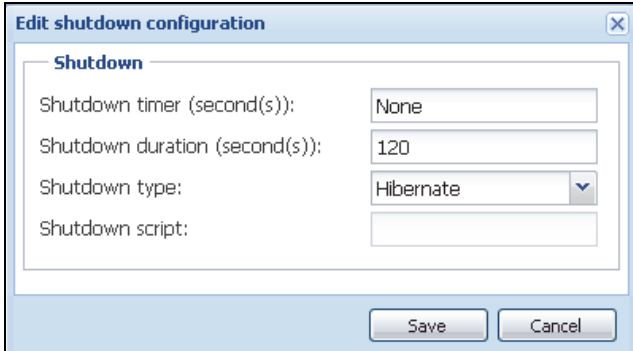 Edit shutdown configuration
Shutdown
Shutdown timer (second(s)): None
Shutdown duration (second(s)): 120
Shutdown type: Hibernate
Shutdown script:
Save Cancel